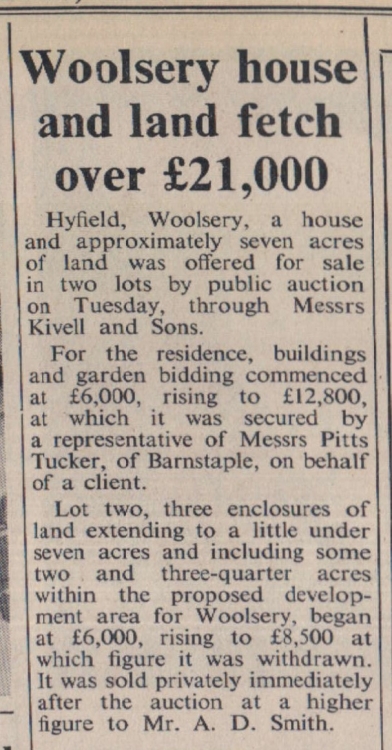 Woolsery house
and land fetch
over £21,000
Hyfield, Woolsery, a house
and approximately seven acres
of land was offered for sale
in two lots by public auction
on Tuesday, through Messrs
Kivell and Sons.
For the residence, buildings
and garden bidding commenced
at £6,000, rising to £12,800,
at which it was secured by
a representative of Messrs Pitts
Tucker, of Barnstaple, on behalf
of a client.
Lot two, three enclosures of
land extending to a little under
seven acres and including some
two and three-quarter acres
within the proposed develop-
ment area for Woolsery, began
at £6,000, rising to £8,500 at
which figure it was withdrawn.
It was sold privately immediately
after the auction at a higher
figure to Mr. A. D. Smith.